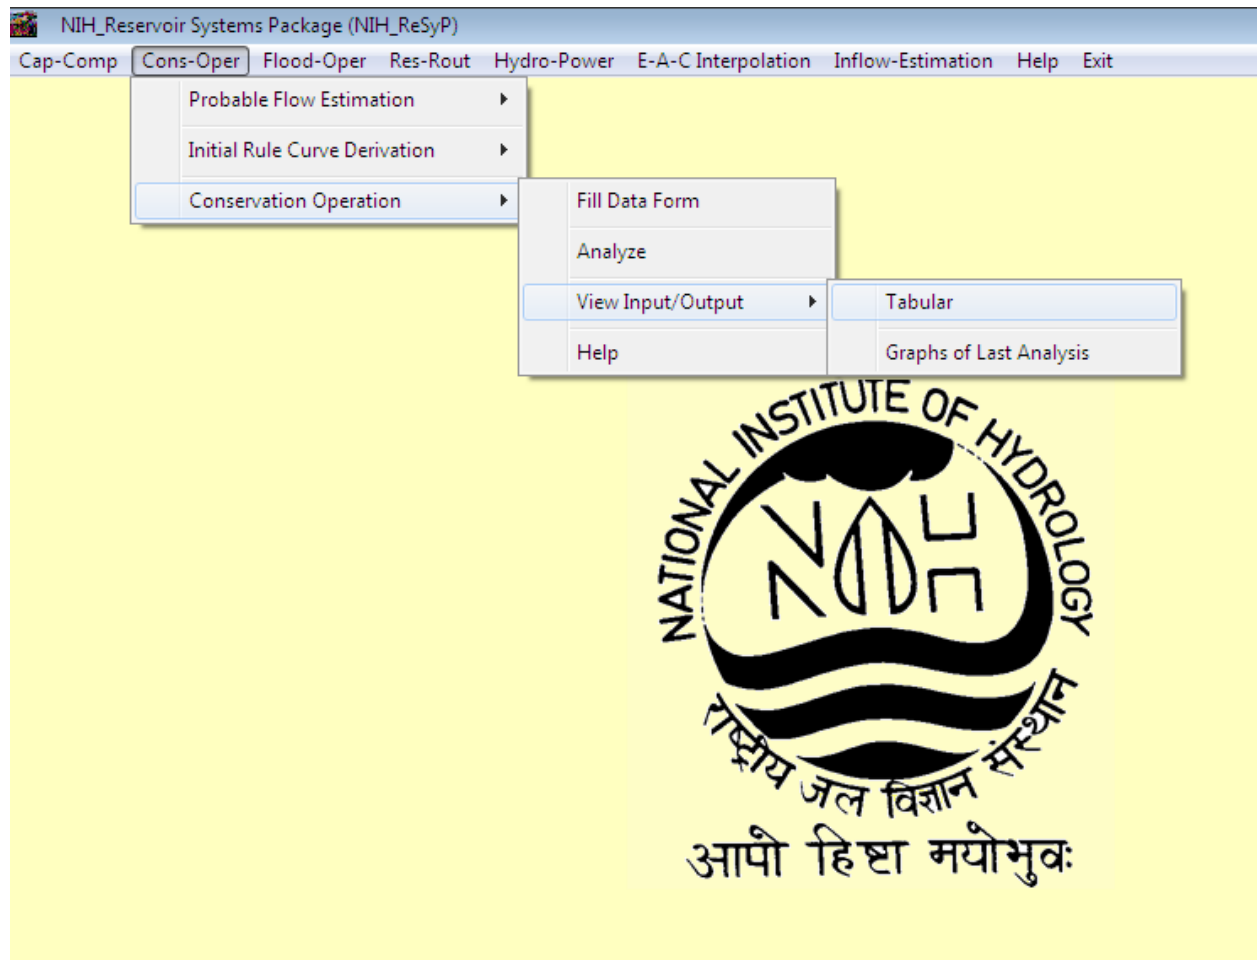 NIH_Reservoir Systems Package (NIH_ReSyP)
Cap-Comp Cons-Oper Flood-Oper Res-Rout Hydro-Power E-A-C Interpolation Inflow-Estimation Help Exit
Probable Flow Estimation
Initial Rule Curve Derivation
Conservation Operation
Fill Data Form
Analyze
View Input/Output
Help
Tabular
Graphs of Last Analysis
NATIONAL INSTITUTE OF HYDROLOGY
NIH
राष्ट्रीय जल विज्ञान संस्थान
आपो हिष्टा मयोभुवः